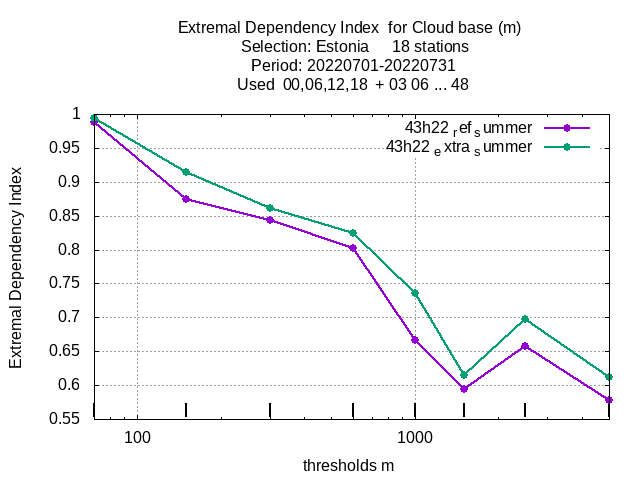 Extremal Dependency Index for Cloud base (m)
Selection: Estonia 18 stations
Period: 20220701-20220731
Used 00,06,12,18 + 03 06 ... 48
43h22 ref summer
43h22 extra summer
1
0.95
0.9
0.85
0.8
0.75
0.7
0.65
0.6
0.55
Extremal Dependency Index
100 1000
thresholds m